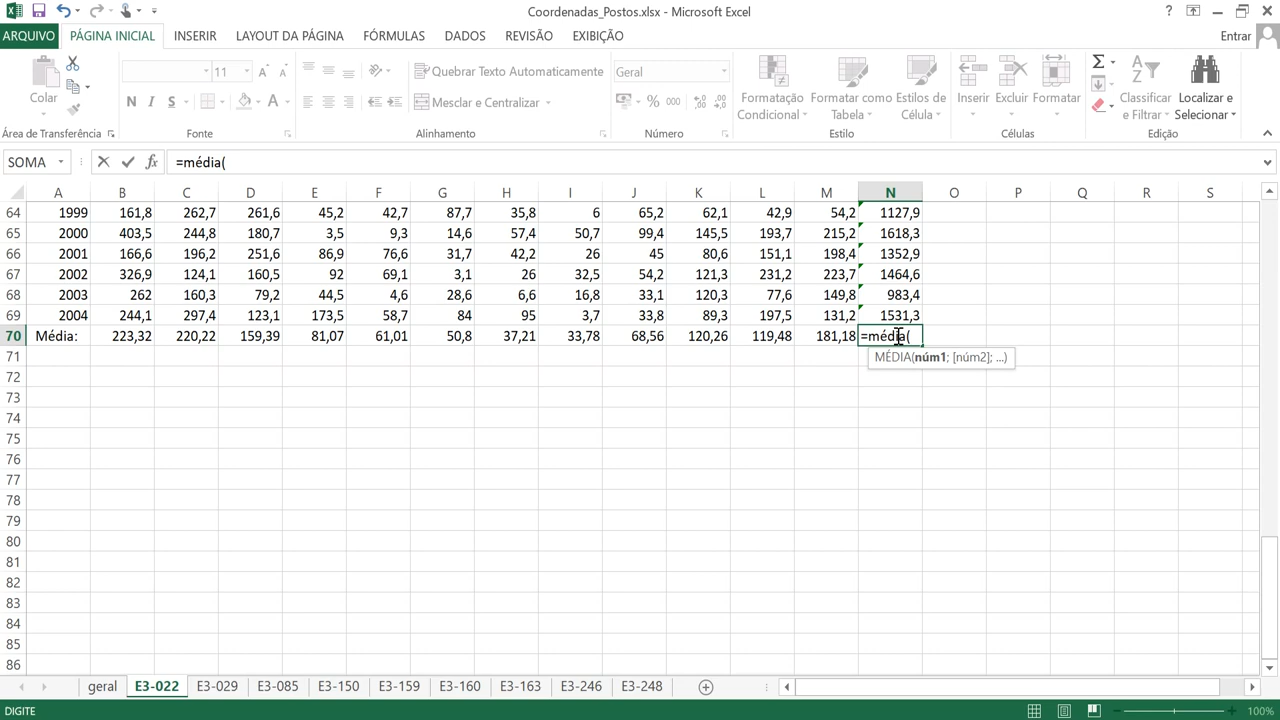 Coordenadas_Postos.xlsx - Microsoft Excel
ARQUIVO PÁGINA INICIAL INSERIR LAYOUT DA PÁGINA FÓRMULAS DADOS REVISÃO EXIBIÇÃO Entrar
11 Quebrar Texto Automaticamente Geral
Colar N I S A Mesclar e Centralizar % 000 Formatação Condicional Formatar como Tabela Estilos de Célula Inserir Excluir Formatar Classificar e Filtrar Localizar e Selecionar
Área de Transferência Fonte Alinhamento Número Estilo Células Edição
SOMA fx =média(
A B C D E F G H I J K L M N O P Q R S
64 1999 161,8 262,7 261,6 45,2 42,7 87,7 35,8 6 65,2 62,1 42,9 54,2 1127,9
65 2000 403,5 244,8 180,7 3,5 9,3 14,6 57,4 50,7 99,4 145,5 193,7 215,2 1618,3
66 2001 166,6 196,2 251,6 86,9 76,6 31,7 42,2 26 45 80,6 151,1 198,4 1352,9
67 2002 326,9 124,1 160,5 92 69,1 3,1 26 32,5 54,2 121,3 231,2 223,7 1464,6
68 2003 262 160,3 79,2 44,5 4,6 28,6 6,6 16,8 33,1 120,3 77,6 149,8 983,4
69 2004 244,1 297,4 123,1 173,5 58,7 84 95 3,7 33,8 89,3 197,5 131,2 1531,3
70 Média: 223,32 220,22 159,39 81,07 61,01 50,8 37,21 33,78 68,56 120,26 119,48 181,18 =média(
71 MÉDIA(núm1; [núm2]; ...)
72
73
74
75
76
77
78
79
80
81
82
83
84
85
86
geral E3-022 E3-029 E3-085 E3-150 E3-159 E3-160 E3-163 E3-246 E3-248
DIGITE 100%